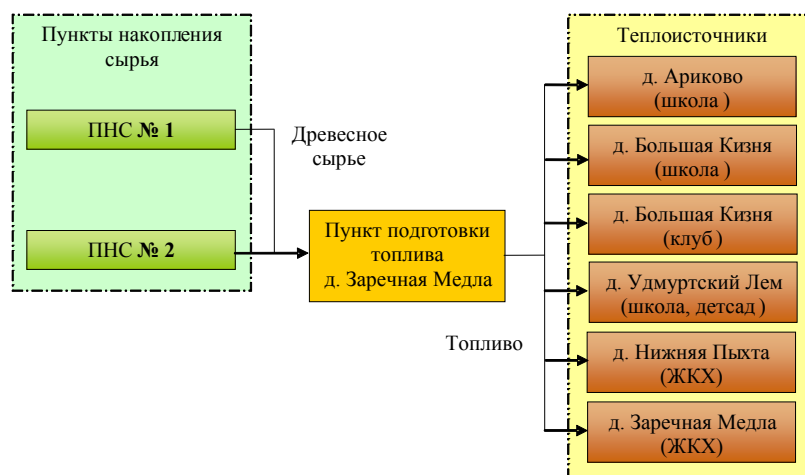 Пункты накопления
сырья
ПНС № 1
ПНС № 2
Древесное
сырье
Пункт подготовки
топлива
д. Заречная Медла
Топливо
Теплоисточники
д. Ариково
(школа )
д. Большая Кизня
(школа )
д. Большая Кизня
(клуб )
д. Удмуртский Лем
(школа, детсад )
д. Нижняя Пыхта
(ЖКХ)
д. Заречная Медла
(ЖКХ)